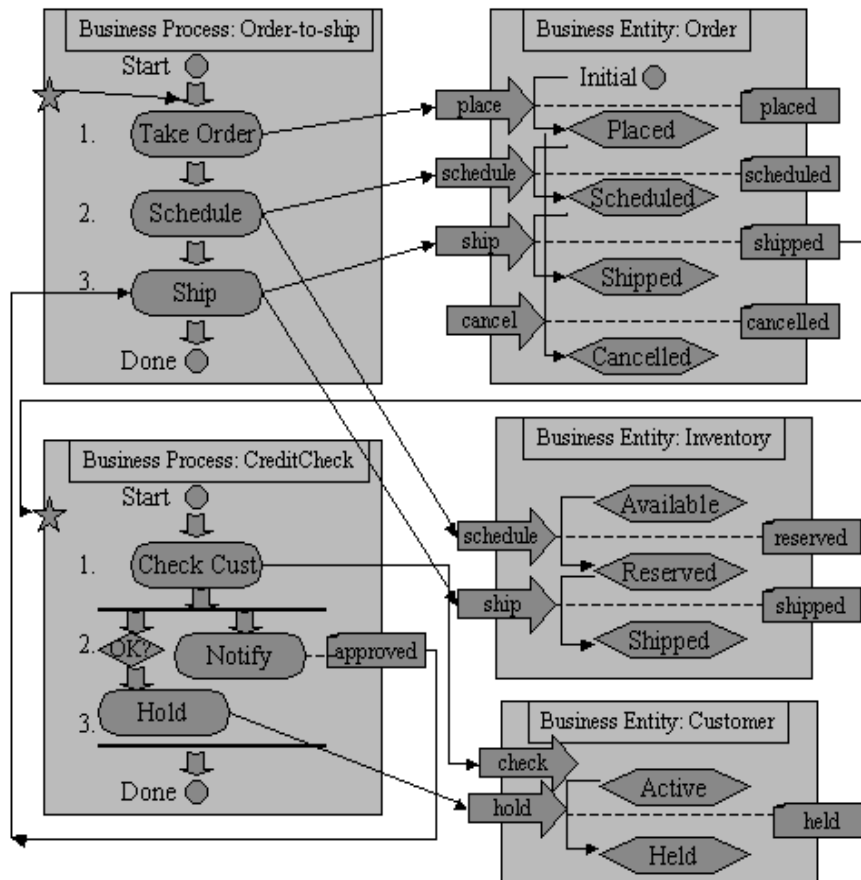 Business Process: Order-to-ship
Start
1.
Take Order
2.
Schedule
3.
Ship
Done
Business Entity: Order
Initial
place
placed
Placed
schedule
scheduled
Scheduled
ship
shipped
Shipped
cancel
cancelled
Cancelled
Business Process: CreditCheck
Start
1.
Check Cust
2.
OK?
Notify
approved
3.
Hold
Done
Business Entity: Inventory
Available
schedule
reserved
Reserved
ship
shipped
Shipped
Business Entity: Customer
check
Active
hold
held
Held